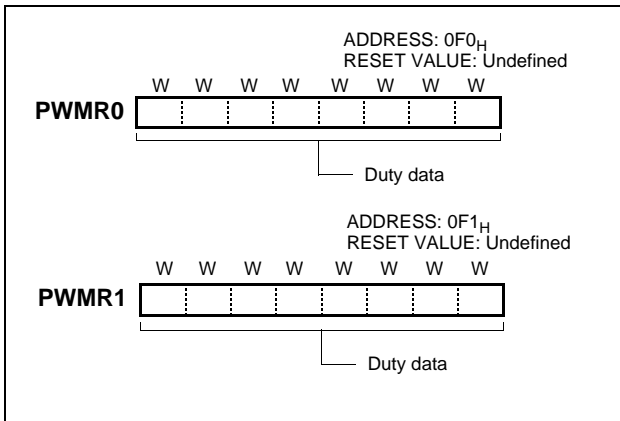 ADDRESS: 0F0H
RESET VALUE: Undefined
W W W W W W W W
PWMR0
Duty data
ADDRESS: 0F1H
RESET VALUE: Undefined
W W W W W W W W
PWMR1
Duty data